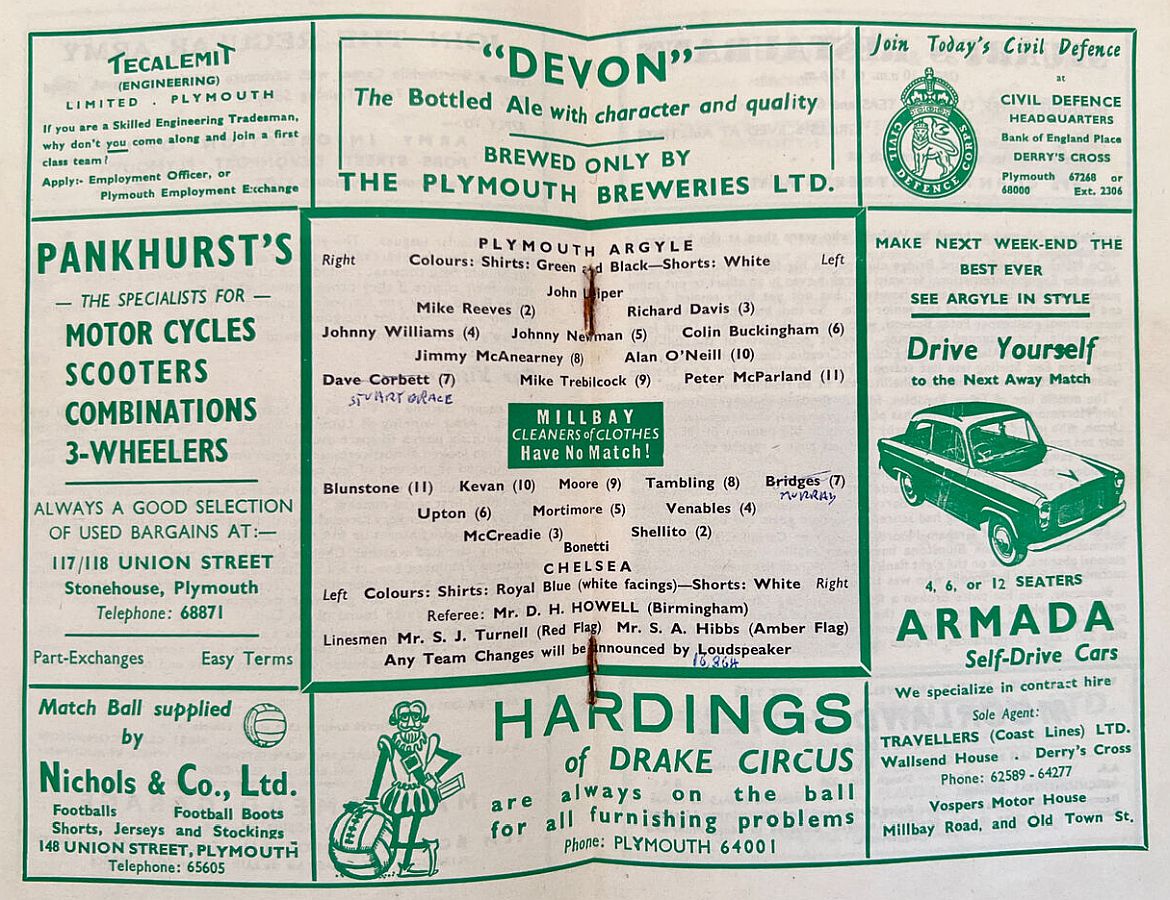 TECALEMIT
(ENGINEERING)
LIMITED . PLYMOUTH
If you are a Skilled Engineering Tradesman,
why don't you come along and join a first
class team?
Apply:- Employment Officer, or
Plymouth Employment Exchange
"DEVON"
The Bottled Ale with character and quality
BREWED ONLY BY
THE PLYMOUTH BREWERIES LTD.
Join Today's Civil Defence
at
CIVIL DEFENCE
HEADQUARTERS
Bank of England Place
DERRY'S CROSS
Plymouth 67268 or
68000 Ext. 2306
CIVIL DEFENCE CORPS
PANKHURST'S
— THE SPECIALISTS FOR —
MOTOR CYCLES
SCOOTERS
COMBINATIONS
3-WHEELERS
ALWAYS A GOOD SELECTION
OF USED BARGAINS AT:—
117/118 UNION STREET
Stonehouse, Plymouth
Telephone: 68871
Part-Exchanges Easy Terms
PLYMOUTH ARGYLE
Right Colours: Shirts: Green and Black—Shorts: White Left
John Leiper
Mike Reeves (2) Richard Davis (3)
Johnny Williams (4) Johnny Newman (5) Colin Buckingham (6)
Jimmy McAnearney (8) Alan O'Neill (10)
Dave Corbett (7) Mike Trebilcock (9) Peter McParland (11)
STUART BRACE
MILLBAY
CLEANERS of CLOTHES
Have No Match!
Blunstone (11) Kevan (10) Moore (9) Tambling (8) Bridges (7)
MURRAY
Upton (6) Mortimore (5) Venables (4)
McCreadie (3) Shellito (2)
Bonetti
CHELSEA
Left Colours: Shirts: Royal Blue (white facings)—Shorts: White Right
Referee: Mr. D. H. HOWELL (Birmingham)
Linesmen Mr. S. J. Turnell (Red Flag) Mr. S. A. Hibbs (Amber Flag)
Any Team Changes will be announced by Loudspeaker
MAKE NEXT WEEK-END THE
BEST EVER
SEE ARGYLE IN STYLE
Drive Yourself
to the Next Away Match
4, 6, or 12 SEATERS
ARMADA
Self-Drive Cars
We specialize in contract hire
Sole Agent:
TRAVELLERS (Coast Lines) LTD.
Wallsend House . Derry's Cross
Phone: 62589 - 64277
Vospers Motor House
Millbay Road, and Old Town St.
Match Ball supplied
by
Nichols & Co., Ltd.
Footballs Football Boots
Shorts, Jerseys and Stockings
148 UNION STREET, PLYMOUTH
Telephone: 65605
HARDINGS
of DRAKE CIRCUS
are always on the ball
for all furnishing problems
Phone: PLYMOUTH 64001